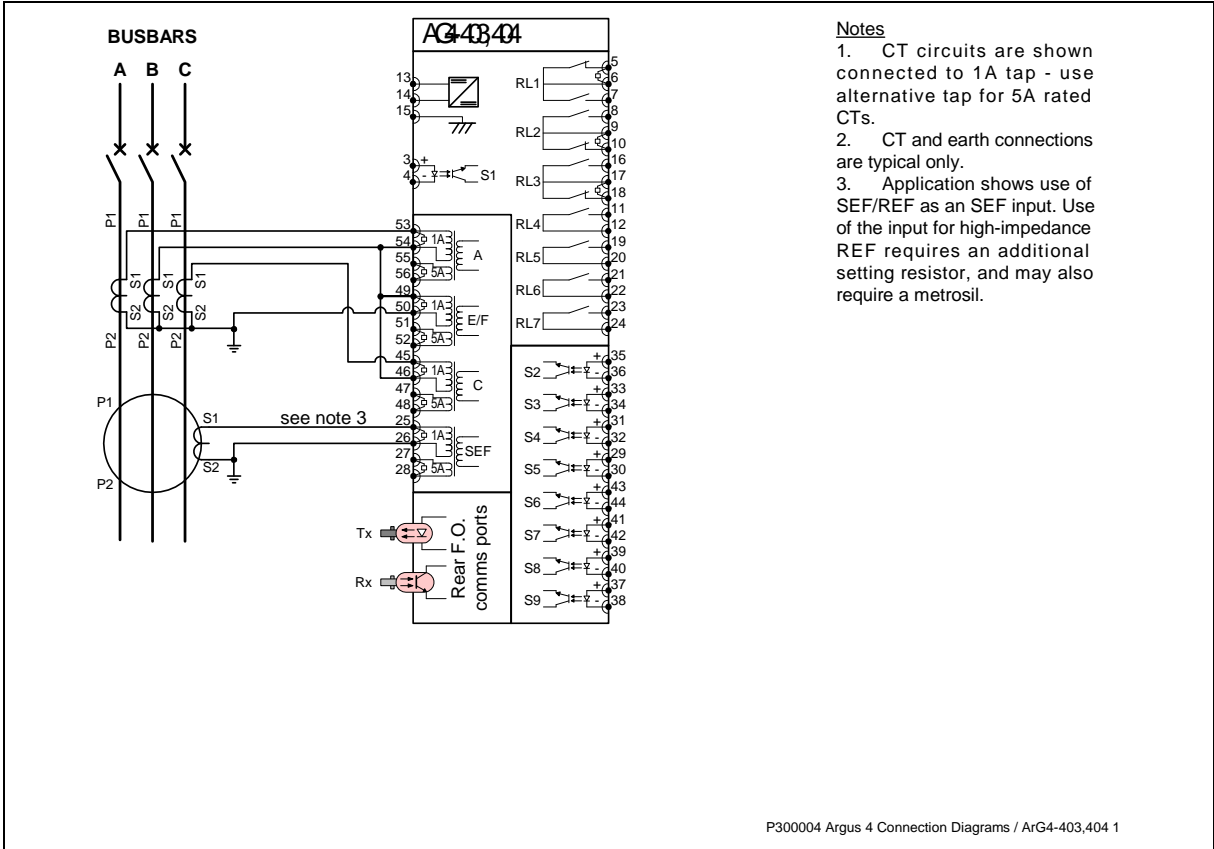 BUSBARS
A B C
P1 P1 P1
S1 S1 S1
S2 S2 S2
P2 P2 P2
P1
S1
S2
P2
see note 3
13
14
15
3 +
4 -
S1
53
54 1A
55 A
56 5A
49
50 1A
51 E/F
52 5A
45
46 1A
47 C
48 5A
25
26 1A
27 SEF
28 5A
Tx
Rx
Rear F.O.
comms ports
RL1 5
6
7
RL2 8
9
10
RL3 16
17
18
RL4 11
12
RL5 19
20
RL6 21
22
RL7 23
24
S2 + 35
- 36
S3 + 33
- 34
S4 + 31
- 32
S5 + 29
- 30
S6 + 43
- 44
S7 + 41
- 42
S8 + 39
- 40
S9 + 37
- 38
Notes
1. CT circuits are shown
connected to 1A tap - use
alternative tap for 5A rated
CTs.
2. CT and earth connections
are typical only.
3. Application shows use of
SEF/REF as an SEF input. Use
of the input for high-impedance
REF requires an additional
setting resistor, and may also
require a metrosil.
P300004 Argus 4 Connection Diagrams / ArG4-403,404 1